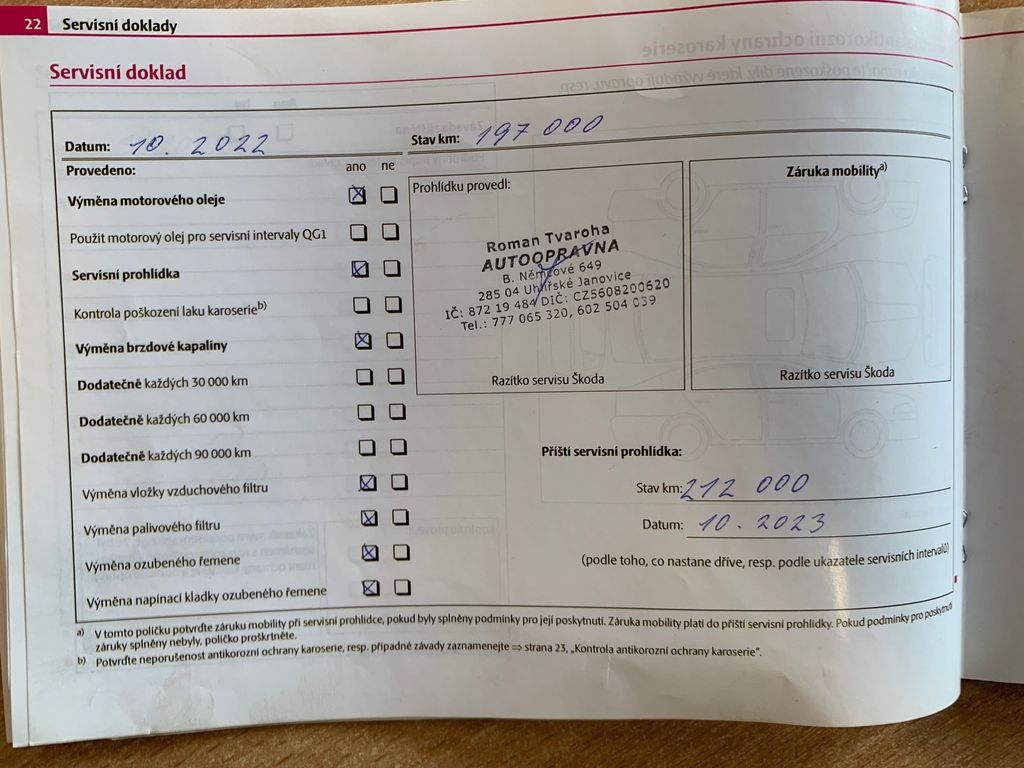 22 Servisní doklady
Servisní doklad
Datum: 10. 2022
Stav km: 197 000
Provedeno: ano ne
Výměna motorového oleje
Použit motorový olej pro servisní intervaly QG1
Servisní prohlídka
Kontrola poškození laku karoserie b)
Výměna brzdové kapaliny
Dodatečně každých 30 000 km
Dodatečně každých 60 000 km
Dodatečně každých 90 000 km
Výměna vložky vzduchového filtru
Výměna palivového filtru
Výměna ozubeného řemene
Výměna napínací kladky ozubeného řemene
Prohlídku provedl:
Roman Tvaroha
AUTOOPRAVNA
B. Němcové 649
285 04 Uhlířské Janovice
IČ: 872 19 484 DIČ: CZ5608200620
Tel.: 777 065 320, 602 504 039
Razítko servisu Škoda
Záruka mobility a)
Razítko servisu Škoda
Příští servisní prohlídka:
Stav km: 212 000
Datum: 10. 2023
(podle toho, co nastane dříve, resp. podle ukazatele servisních intervalů)
a) V tomto políčku potvrďte záruku mobility při servisní prohlídce, pokud byly splněny podmínky pro její poskytnutí. Záruka mobility platí do příští servisní prohlídky. Pokud podmínky pro poskytnutí
záruky splněny nebyly, políčko proškrtněte.
b) Potvrďte neporušenost antikorozní ochrany karoserie, resp. případné závady zaznamenejte ⇒ strana 23, „Kontrola antikorozní ochrany karoserie“.